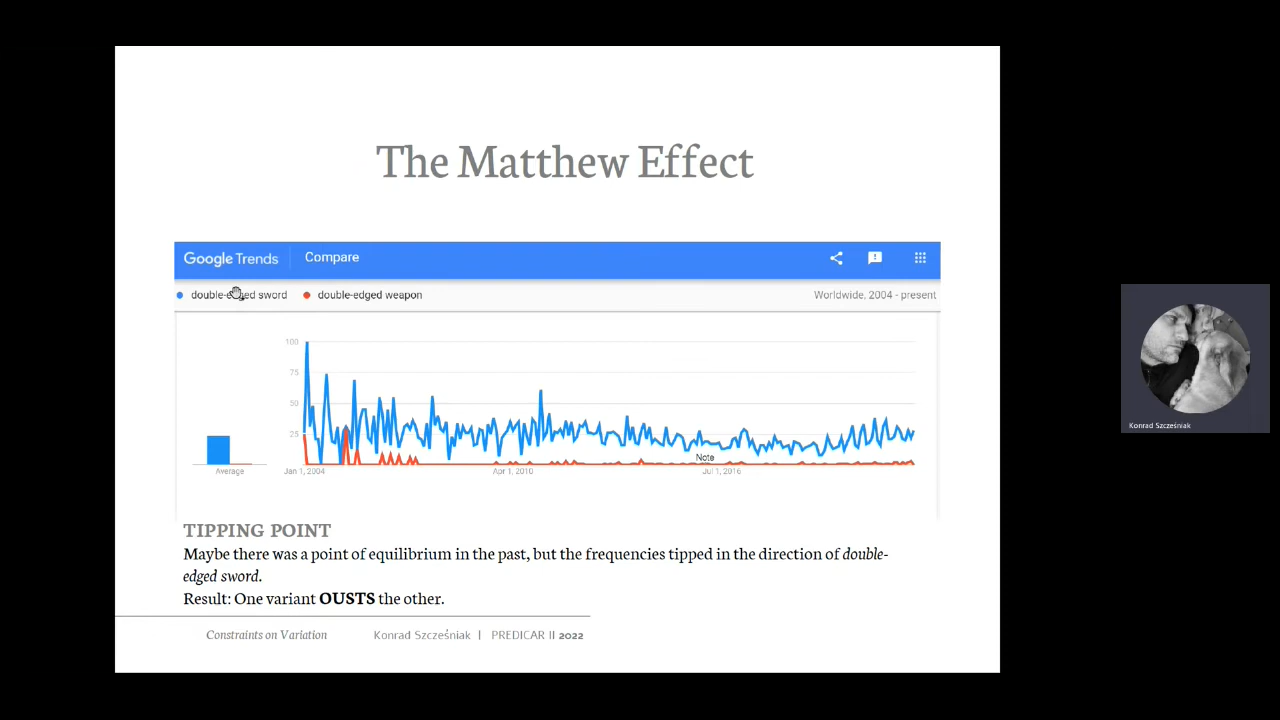 The Matthew Effect
Google Trends Compare
double-edged sword double-edged weapon Worldwide, 2004 - present
100
75
50
25
Note
Average Jan 1, 2004 Apr 1, 2010 Jul 1, 2016
TIPPING POINT
Maybe there was a point of equilibrium in the past, but the frequencies tipped in the direction of double-
edged sword.
Result: One variant OUSTS the other.
Constraints on Variation Konrad Szcześniak | PREDICAR II 2022
Konrad Szcześniak